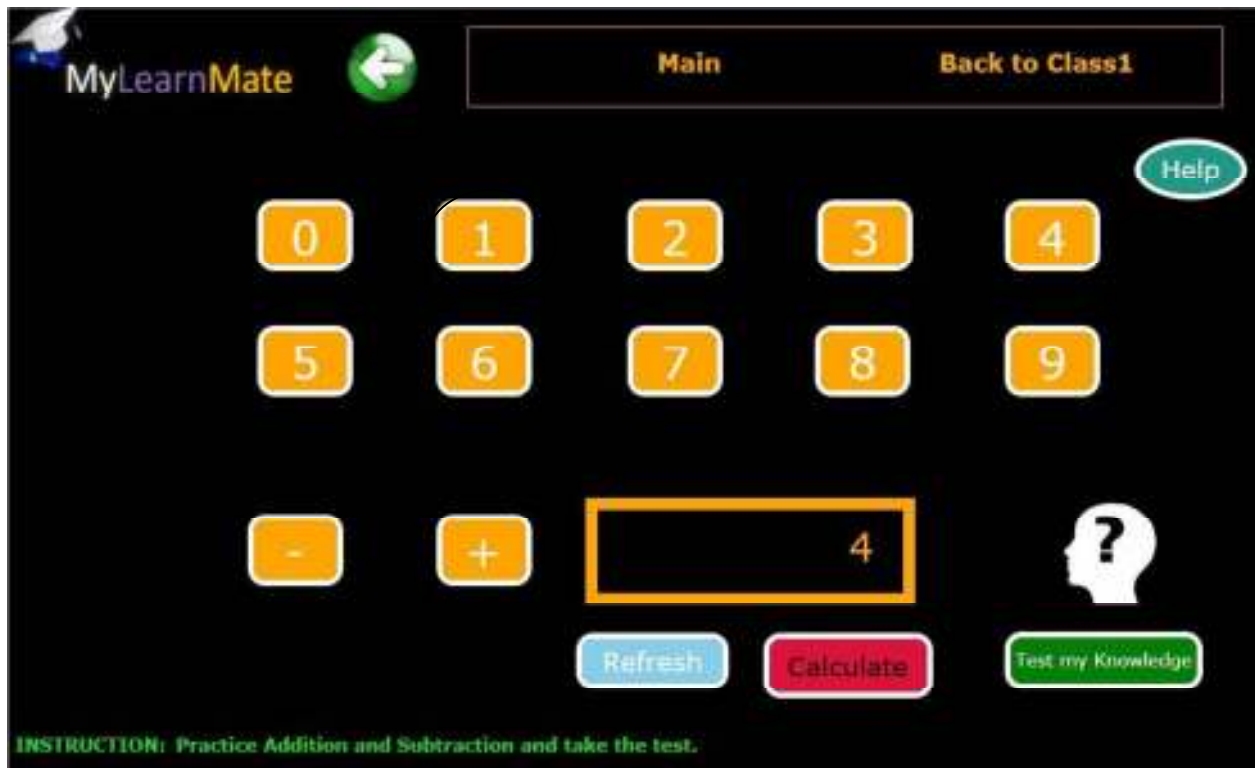 MyLearnMate
Main Back to Class1
Help
0 1 2 3 4
5 6 7 8 9
- + 4 ?
Refresh Calculate Test my Knowledge
INSTRUCTION: Practice Addition and Subtraction and take the test.